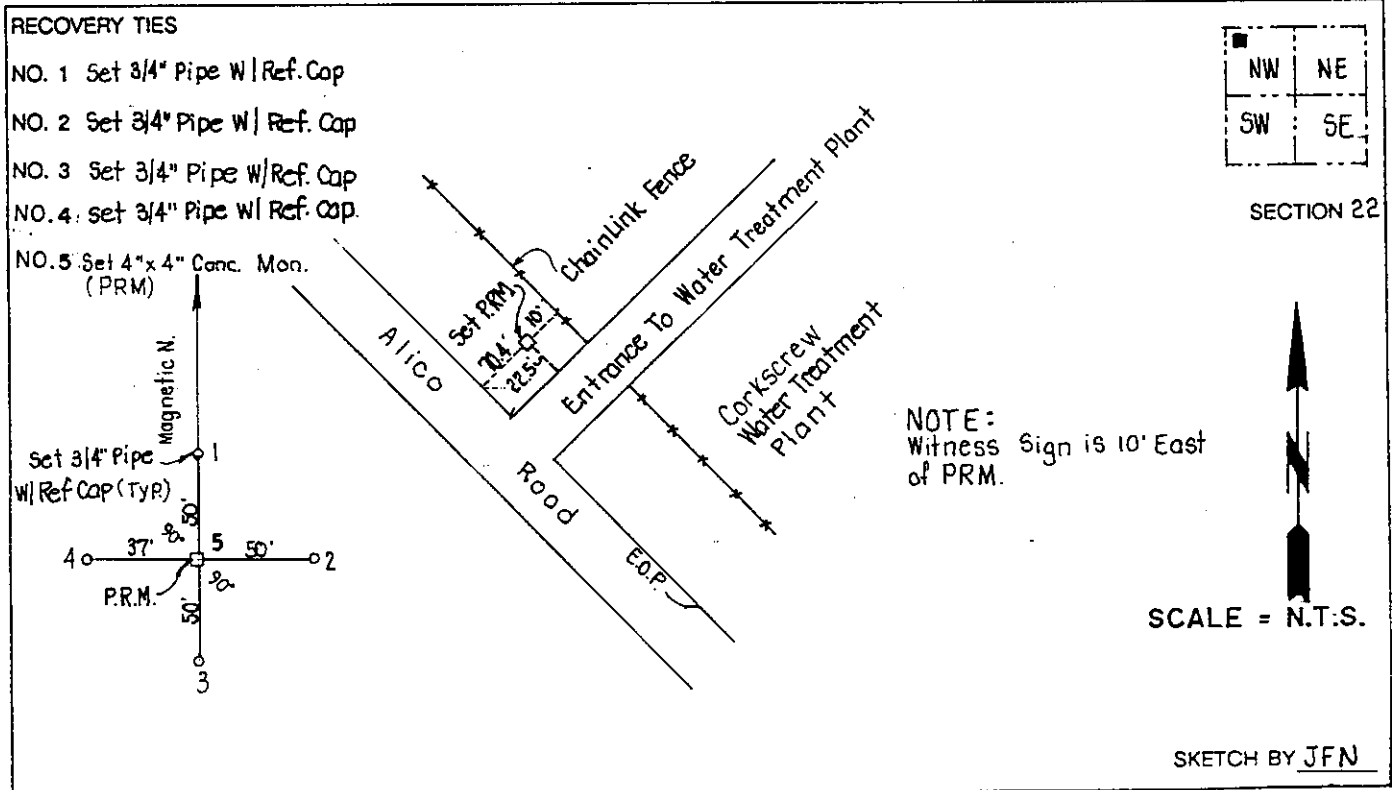 RECOVERY TIES
NO. 1 Set 3/4" Pipe W/Ref. Cap
NO. 2 Set 3/4" Pipe W/ Ref. Cap
NO. 3 Set 3/4" Pipe W/Ref. Cap
NO. 4 Set 3/4" Pipe W/ Ref. Cap.
NO. 5 Set 4"x 4" Conc. Mon.
(PRM)
Magnetic N.
Set 3/4" Pipe
W/ Ref Cap (TYP.)
1
50'
90°
4
37'
5
50'
2
P.R.M.
90°
50'
3
Alico
Road
Set P.R.M.
70.4'
10'
22.5'
Chain Link Fence
Entrance To Water Treatment Plant
Corkscrew
Water Treatment
Plant
E.O.P.
NOTE:
Witness Sign is 10' East
of PRM.
NW NE
SW SE
SECTION 22
N
SCALE = N.T.S.
SKETCH BY JFN